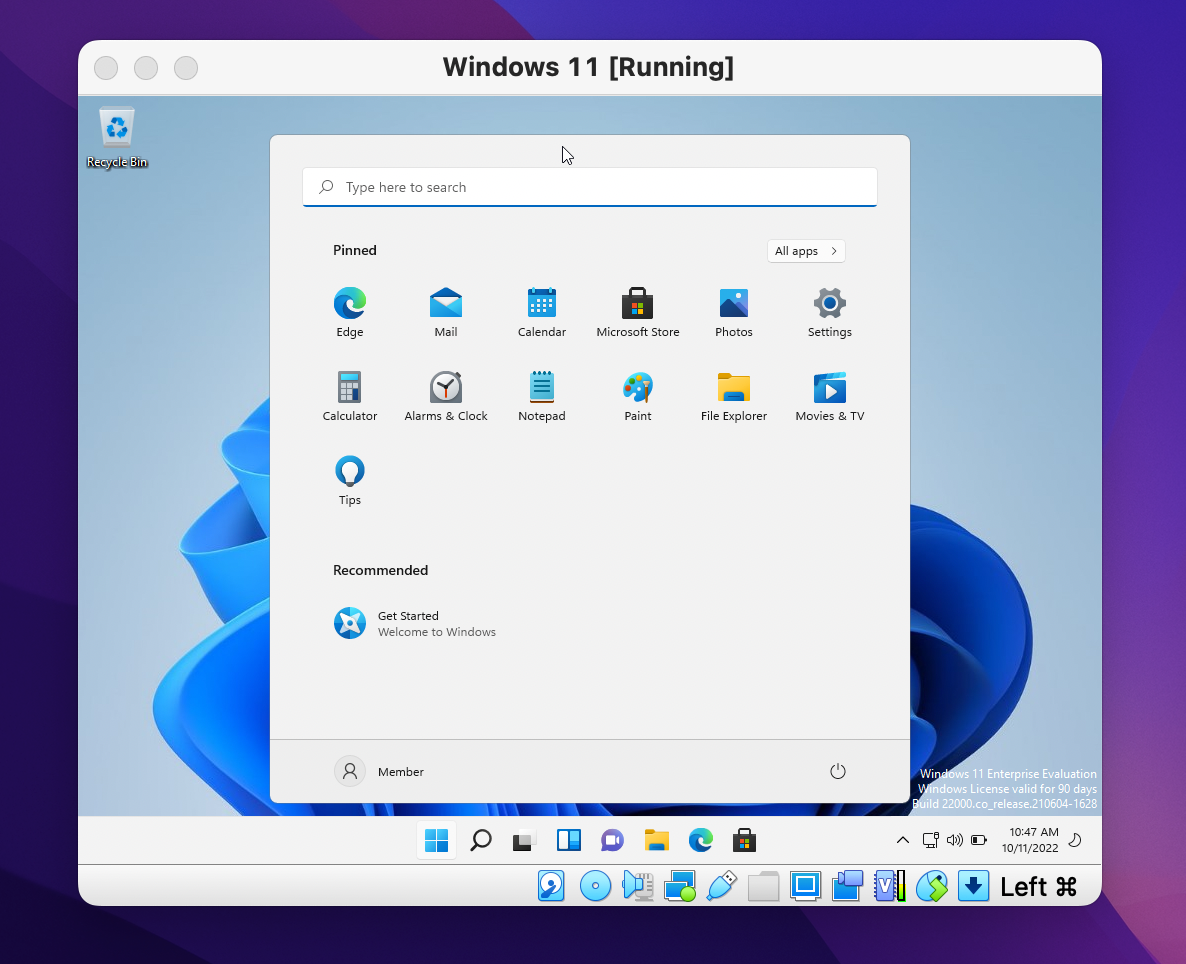 Windows 11 [Running]
Recycle Bin
Type here to search
Pinned
All apps
Edge
Mail
Calendar
Microsoft Store
Photos
Settings
Calculator
Alarms & Clock
Notepad
Paint
File Explorer
Movies & TV
Tips
Recommended
Get Started
Welcome to Windows
Member
Windows 11 Enterprise Evaluation
Windows License valid for 90 days
Build 22000.co_release.210604-1628
10:47 AM
10/11/2022
V
Left ⌘